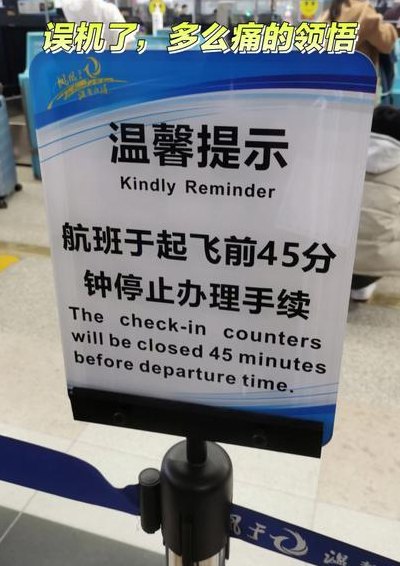 误机了，多么痛的领悟
温馨提示
Kindly Reminder
航班于起飞前45分
钟停止办理手续
The check-in counters
will be closed 45 minutes
before departure time.